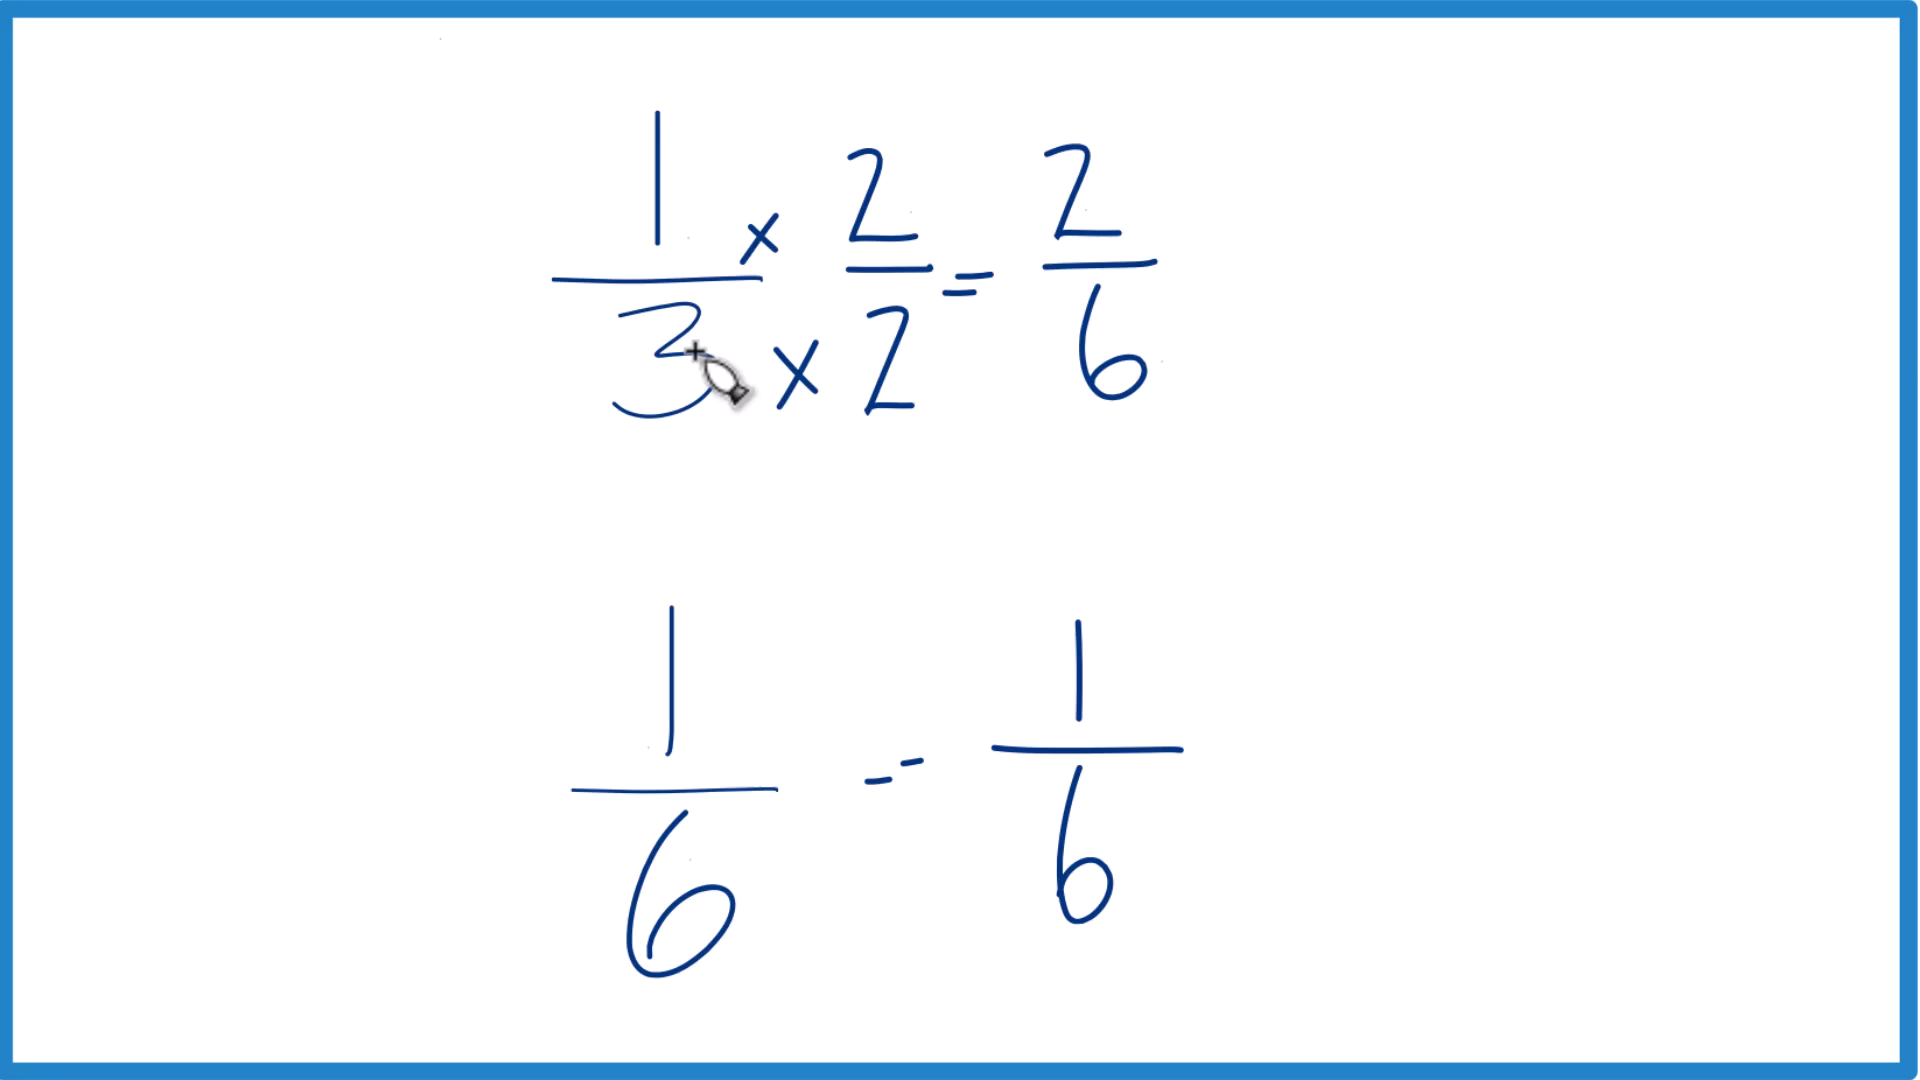 1/3 × 2/2 = 2/6
× 
1/6 = 1/6